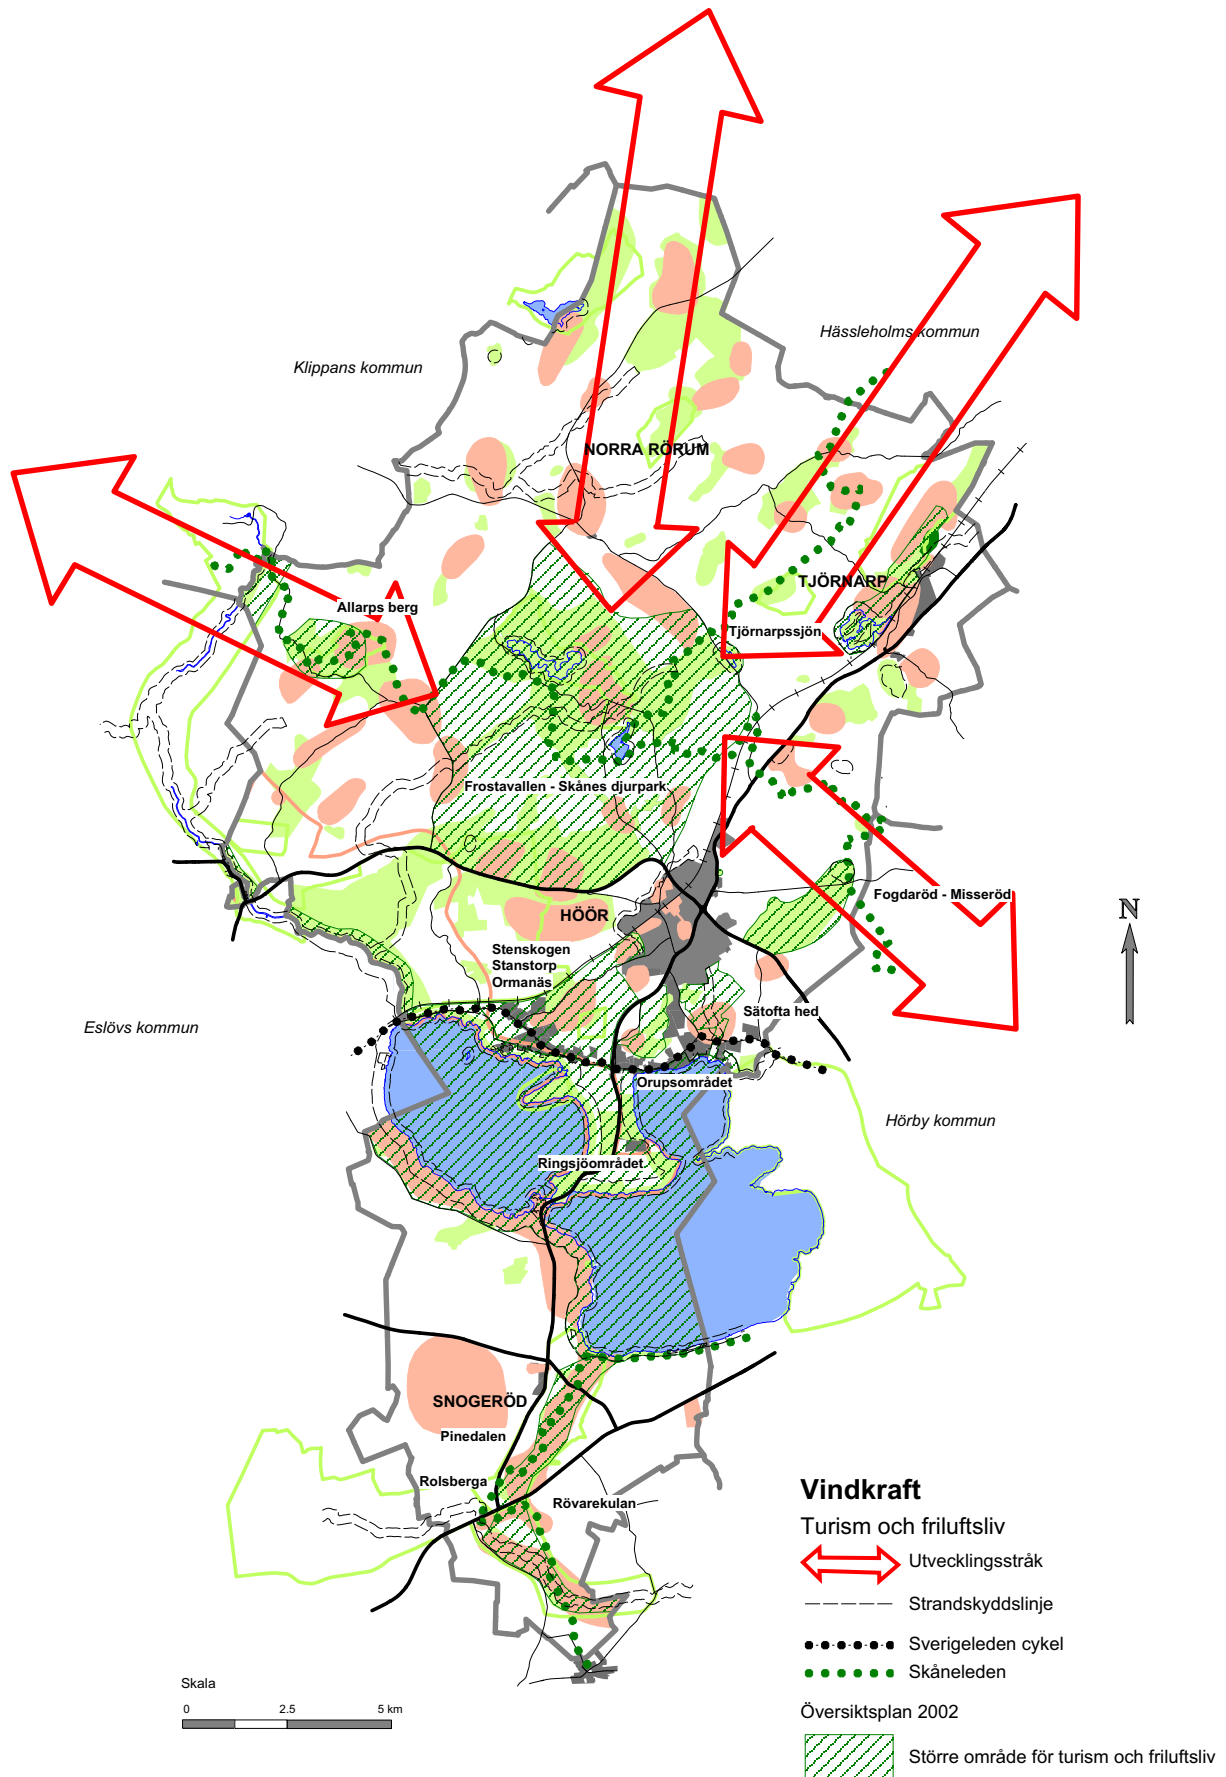 Hässleholms kommun
Klippans kommun
NORRA RÖRUM
TJÖRNARP
Allarps berg
Tjörnarpssjön
Frostavallen - Skånes djurpark
Fogdaröd - Misseröd
HÖÖR
N
Stenskogen
Stanstorp
Ormanäs
Sätofta hed
Eslövs kommun
Orupsområdet
Hörby kommun
Ringsjöområdet
SNOGERÖD
Pinedalen
Rolsberga
Rövarekulan
Vindkraft
Turism och friluftsliv
Utvecklingsstråk
Strandskyddslinje
Sverigeleden cykel
Skåneleden
Översiktsplan 2002
Större område för turism och friluftsliv
Skala
0 2.5 5 km